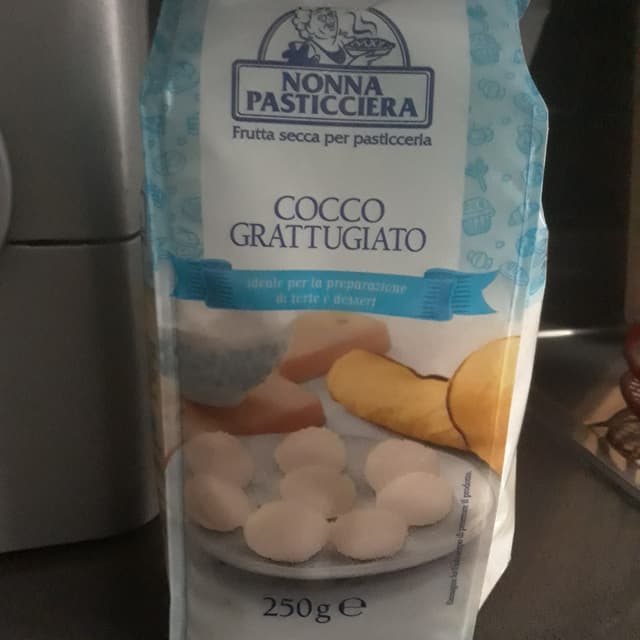 NONNA
PASTICCIERA
Frutta secca per pasticceria
COCCO
GRATTUGIATO
ideale per la preparazione
di torte e dessert
250g e